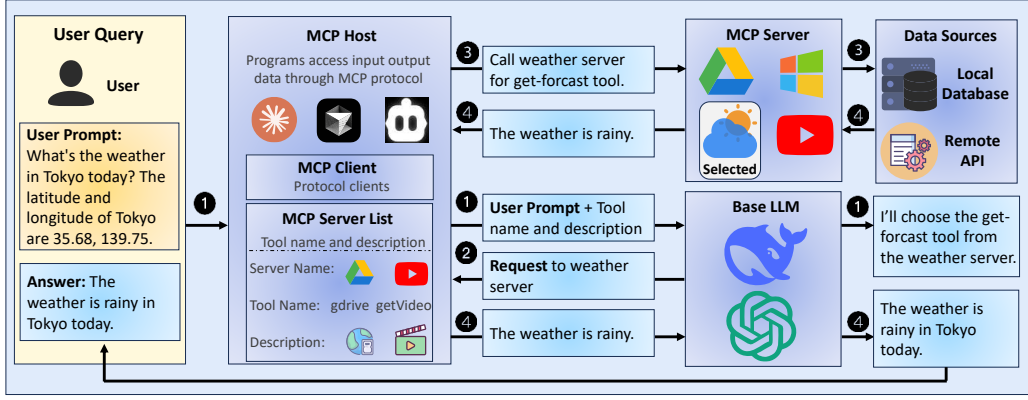 User Query
User
User Prompt:
What's the weather
in Tokyo today? The
latitude and
longitude of Tokyo
are 35.68, 139.75.
Answer: The
weather is rainy in
Tokyo today.
1
MCP Host
Programs access input output
data through MCP protocol
MCP Client
Protocol clients
MCP Server List
Tool name and description
Server Name:
Tool Name: gdrive getVideo
Description:
3
Call weather server
for get-forcast tool.
4
The weather is rainy.
1
User Prompt + Tool
name and description
2
Request to weather
server
4
The weather is rainy.
MCP Server
Selected
3
4
Data Sources
Local
Database
Remote
API
Base LLM
1
I'll choose the get-
forcast tool from
the weather server.
4
The weather is
rainy in Tokyo
today.